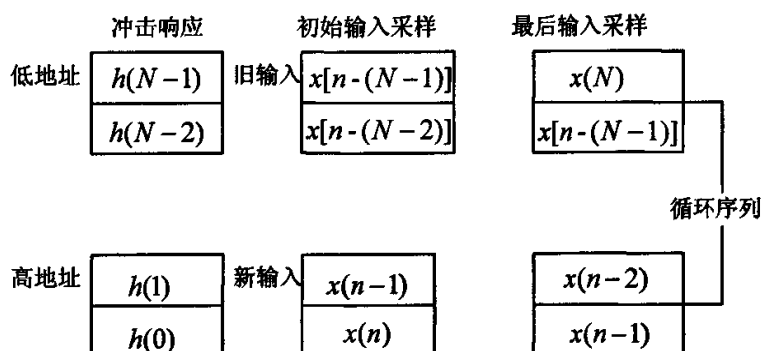 冲击响应 初始输入采样 最后输入采样
低地址 h(N-1) 旧输入 x[n-(N-1)] x(N)
h(N-2) x[n-(N-2)] x[n-(N-1)]
循环序列
高地址 h(1) 新输入 x(n-1) x(n-2)
h(0) x(n) x(n-1)